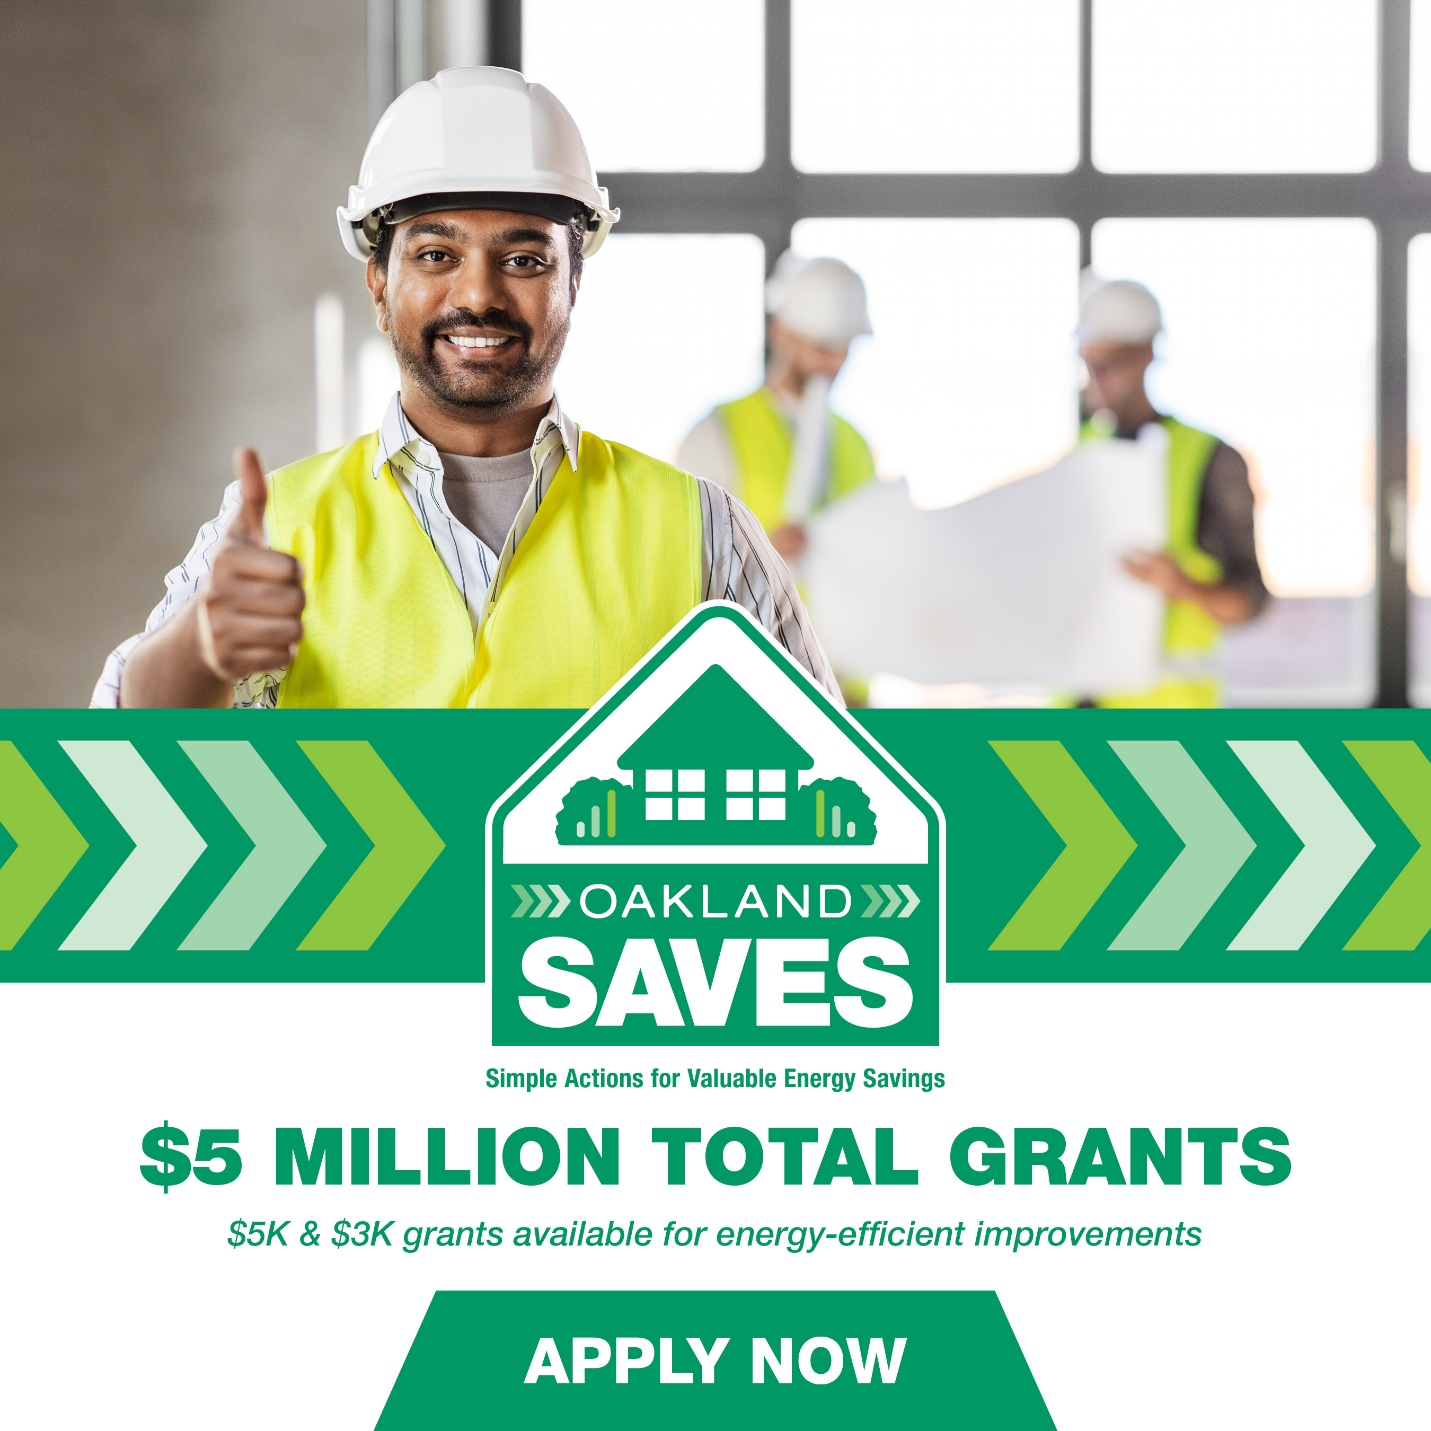 OAKLAND
SAVES
Simple Actions for Valuable Energy Savings
$5 MILLION TOTAL GRANTS
$5K & $3K grants available for energy-efficient improvements
APPLY NOW